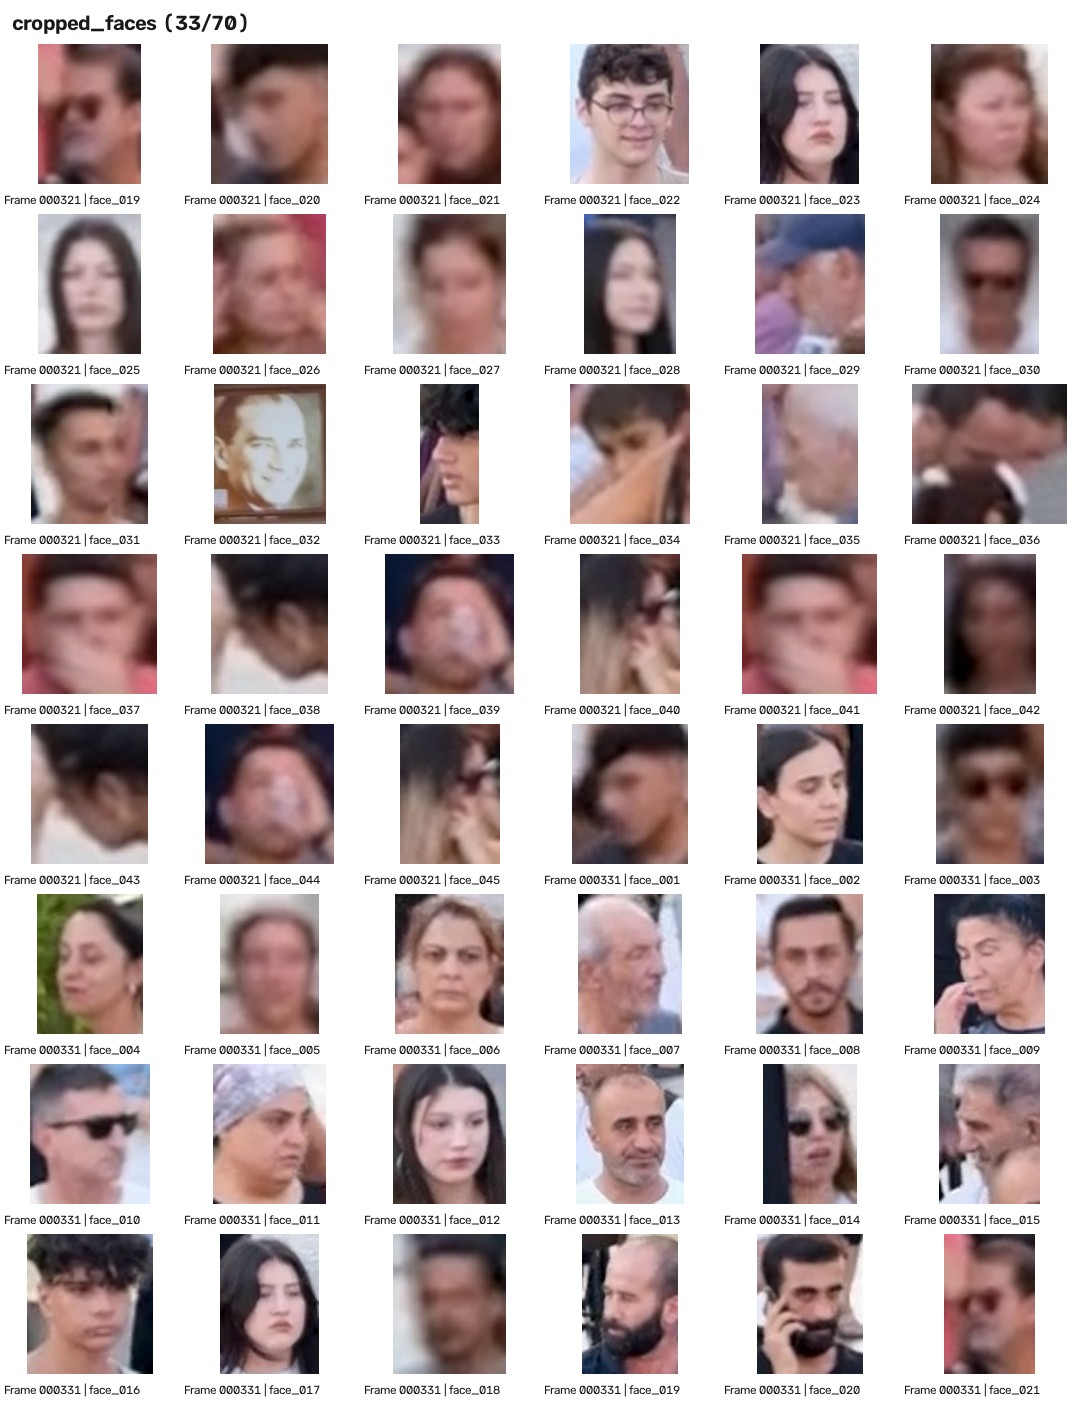 cropped_faces (33/70)
Frame 000321 | face_019
Frame 000321 | face_020
Frame 000321 | face_021
Frame 000321 | face_022
Frame 000321 | face_023
Frame 000321 | face_024
Frame 000321 | face_025
Frame 000321 | face_026
Frame 000321 | face_027
Frame 000321 | face_028
Frame 000321 | face_029
Frame 000321 | face_030
Frame 000321 | face_031
Frame 000321 | face_032
Frame 000321 | face_033
Frame 000321 | face_034
Frame 000321 | face_035
Frame 000321 | face_036
Frame 000321 | face_037
Frame 000321 | face_038
Frame 000321 | face_039
Frame 000321 | face_040
Frame 000321 | face_041
Frame 000321 | face_042
Frame 000321 | face_043
Frame 000321 | face_044
Frame 000321 | face_045
Frame 000331 | face_001
Frame 000331 | face_002
Frame 000331 | face_003
Frame 000331 | face_004
Frame 000331 | face_005
Frame 000331 | face_006
Frame 000331 | face_007
Frame 000331 | face_008
Frame 000331 | face_009
Frame 000331 | face_010
Frame 000331 | face_011
Frame 000331 | face_012
Frame 000331 | face_013
Frame 000331 | face_014
Frame 000331 | face_015
Frame 000331 | face_016
Frame 000331 | face_017
Frame 000331 | face_018
Frame 000331 | face_019
Frame 000331 | face_020
Frame 000331 | face_021